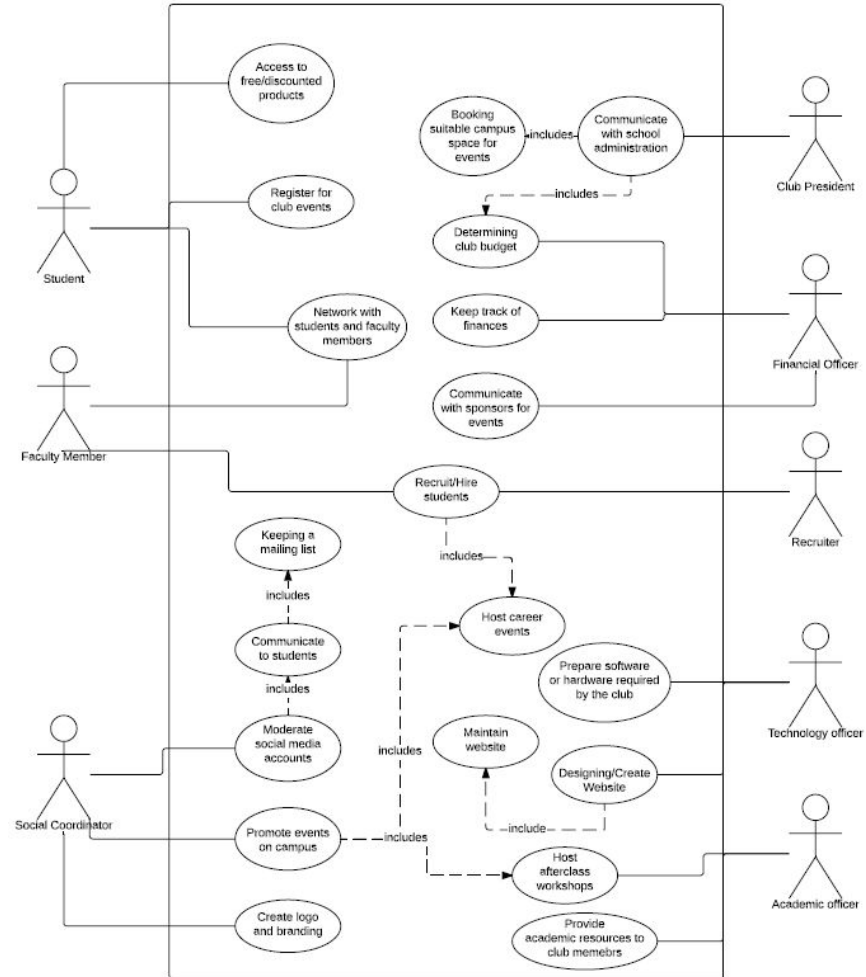 Access to
free/discounted
products
Booking
suitable campus
space for
events
includes
Communicate
with school
administration
Club President
includes
Register for
club events
Student
Determining
club budget
Network with
students and faculty
members
Keep track of
finances
Financial Officer
Communicate
with sponsors for
events
Faculty Member
Recruit/Hire
students
Recruiter
Keeping a
mailing list
includes
includes
Host career
events
Communicate
to students
includes
Prepare software
or hardware required
by the club
Technology officer
Moderate
social media
accounts
includes
Maintain
website
Designing/Create
Website
Social Coordinator
Promote events
on campus
includes
include
Host
afterclass
workshops
Academic officer
Create logo
and branding
Provide
academic resources to
club memebrs